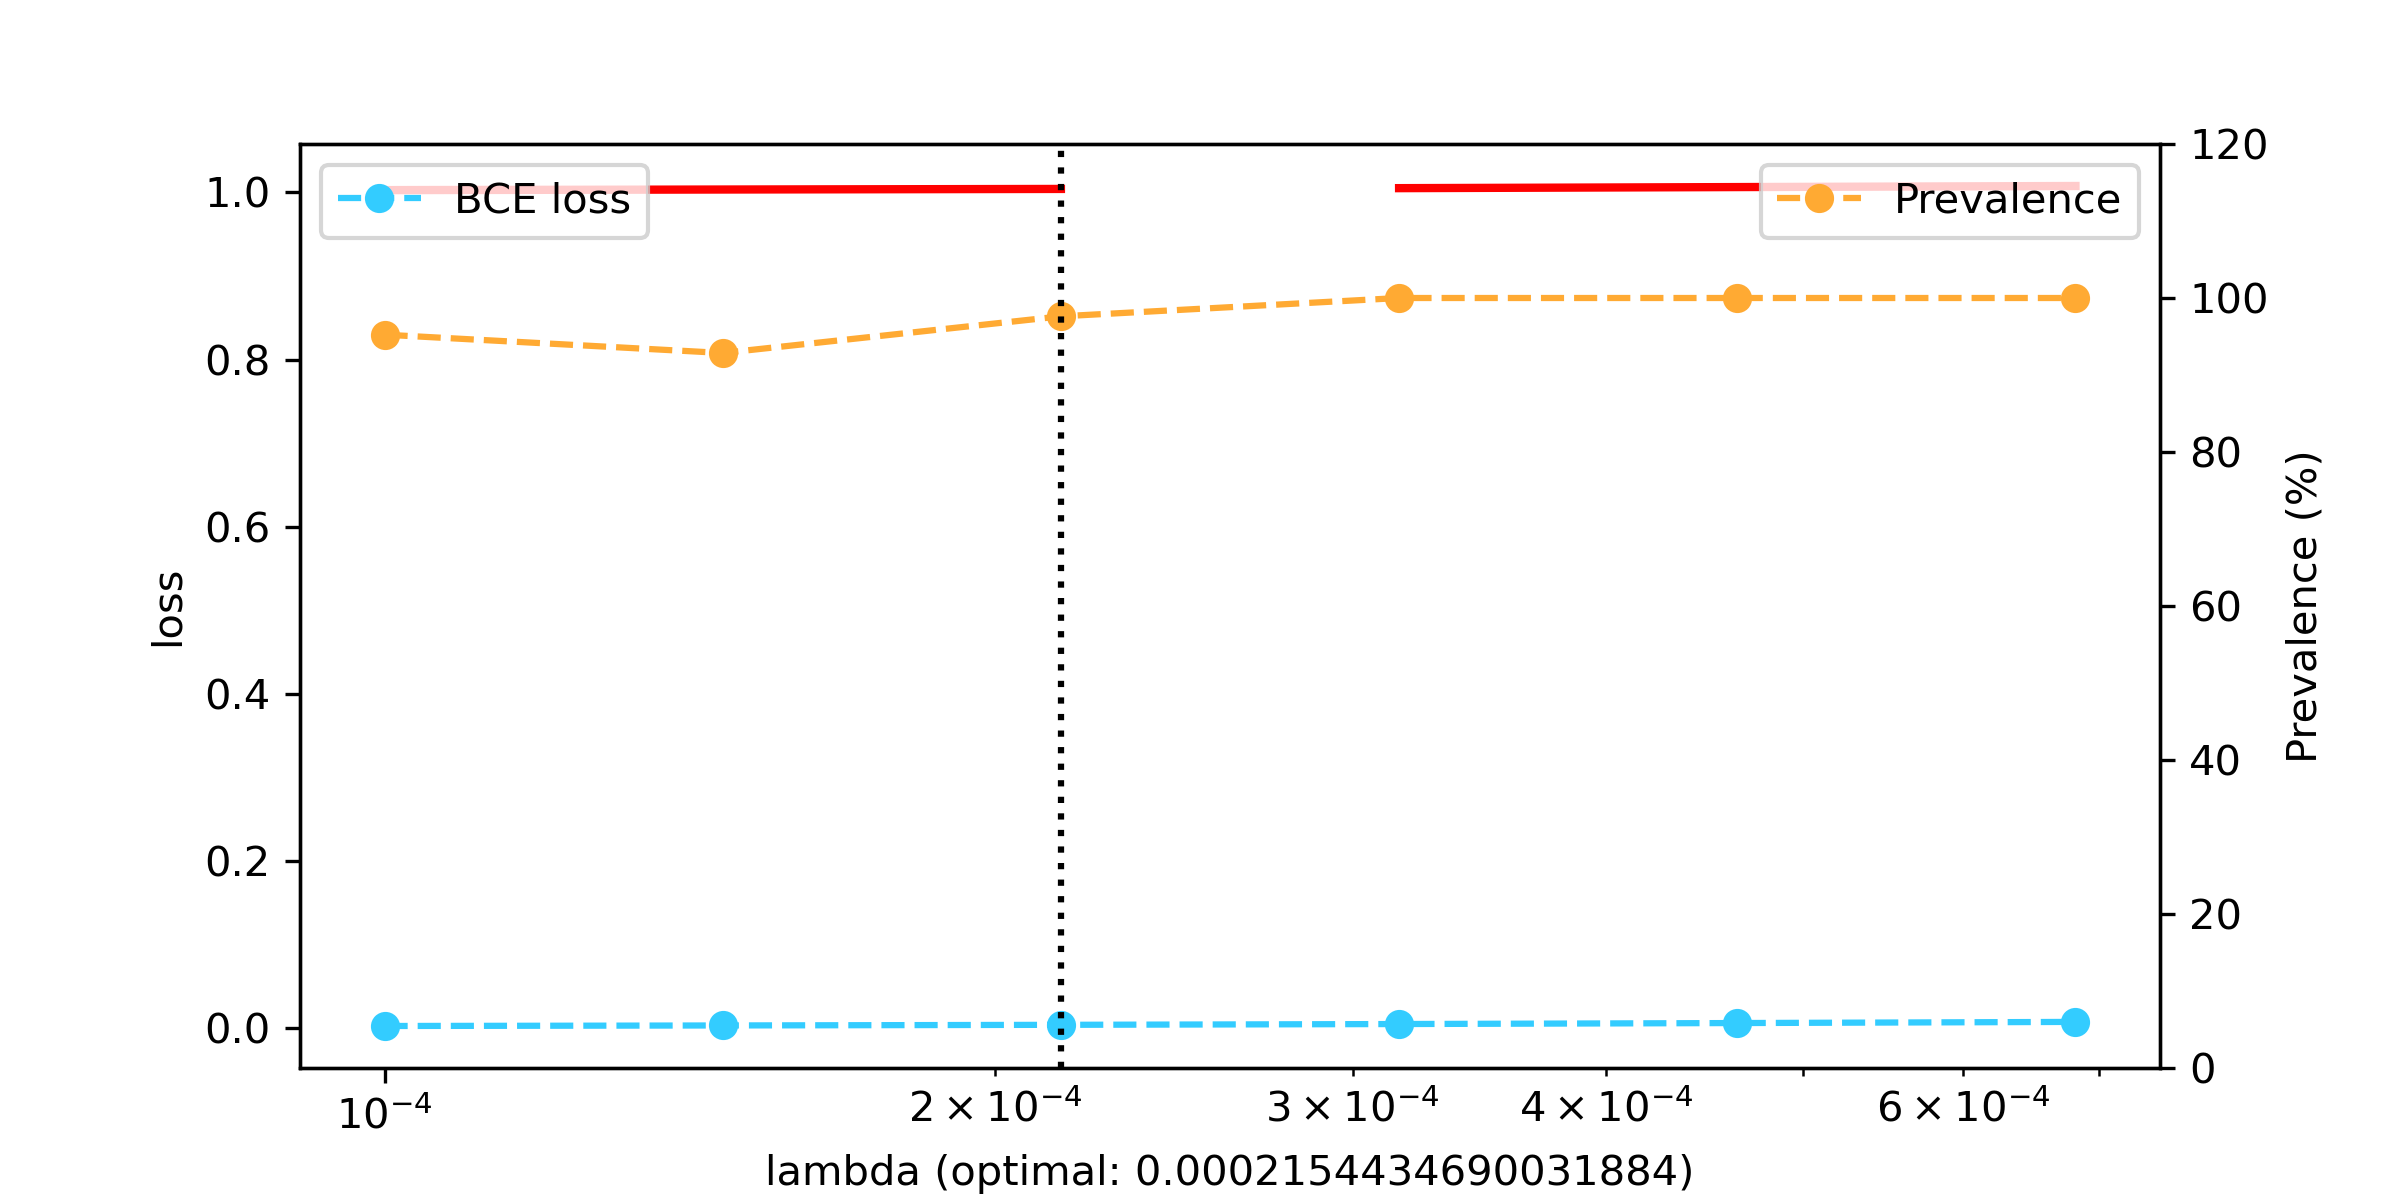 BCE loss
Prevalence
1.0
0.8
0.6
0.4
0.2
0.0
loss
120
100
80
60
40
20
0
Prevalence (%)
10⁻⁴
2 × 10⁻⁴
3 × 10⁻⁴
4 × 10⁻⁴
6 × 10⁻⁴
lambda (optimal: 0.00021544434690031884)